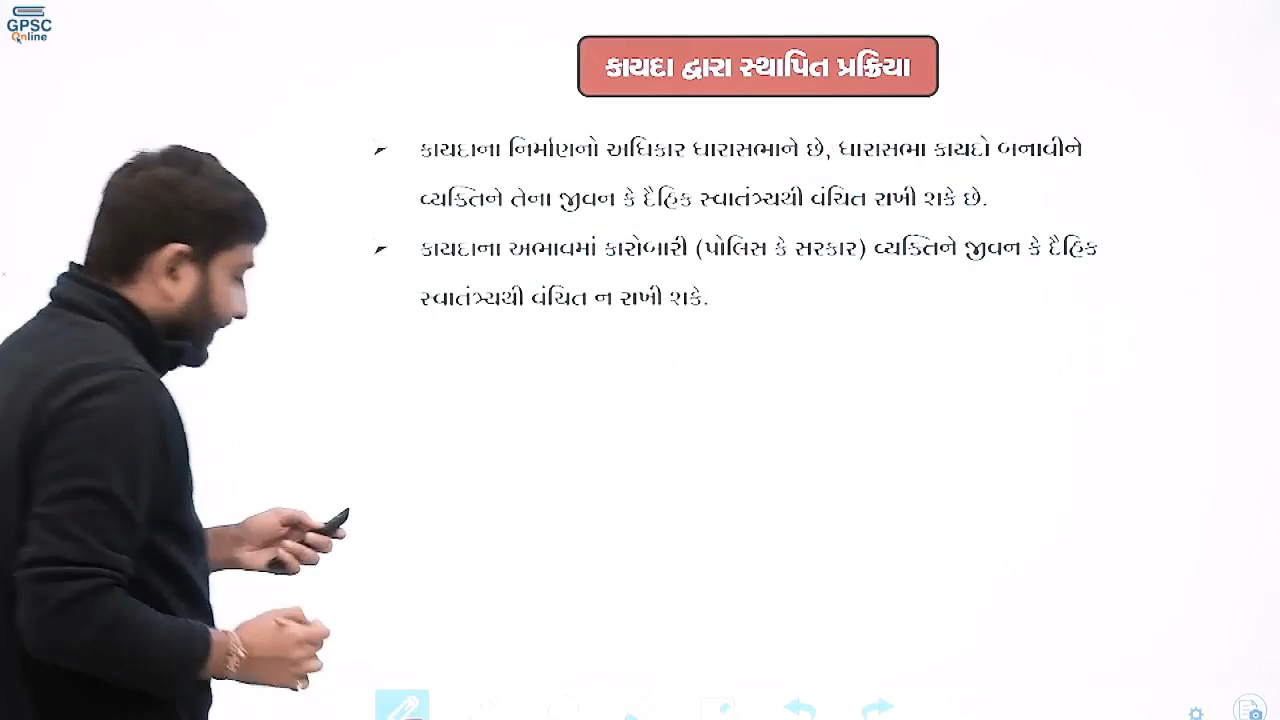 GPSC
Online
કાયદા દ્વારા સ્થાપિત પ્રક્રિયા
➤ કાયદાના નિર્માણનો અધિકાર ધારાસભાને છે, ધારાસભા કાયદો બનાવીને
વ્યક્તિને તેના જીવન કે દૈહિક સ્વાતંત્ર્યથી વંચિત રાખી શકે છે.
➤ કાયદાના અભાવમાં કારોબારી (પોલિસ કે સરકાર) વ્યક્તિને જીવન કે દૈહિક
સ્વાતંત્ર્યથી વંચિત ન રાખી શકે.